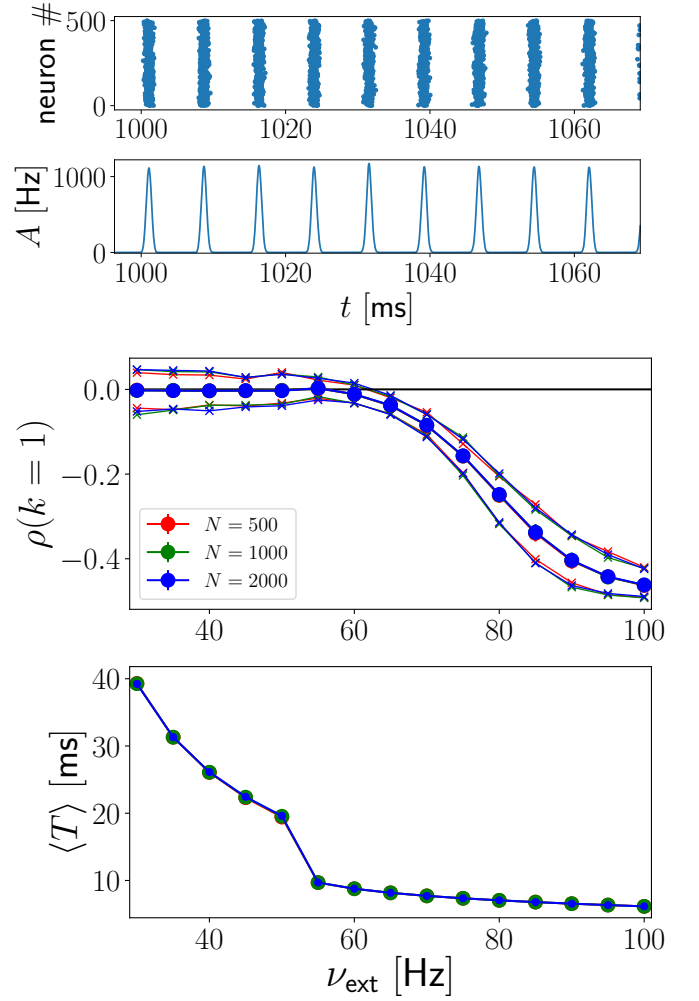 neuron #
500
0
1000 1020 1040 1060
A [Hz]
1000
0
1000 1020 1040 1060
t [ms]
ρ(k = 1)
0.0
−0.2
−0.4
N = 500
N = 1000
N = 2000
40 60 80 100
⟨T⟩ [ms]
40
30
20
10
40 60 80 100
ν_ext [Hz]